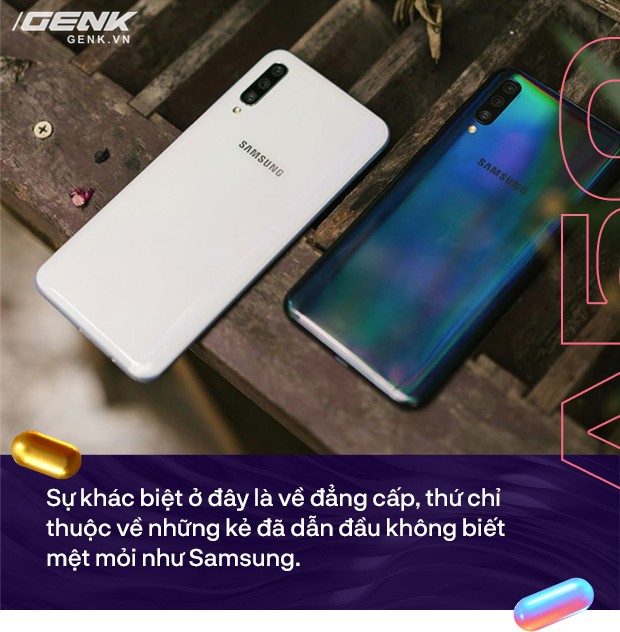 GENK
GENK.VN
SAMSUNG
SAMSUNG
A50
Sự khác biệt ở đây là về đẳng cấp, thứ chỉ
thuộc về những kẻ đã dẫn đầu không biết
mệt mỏi như Samsung.